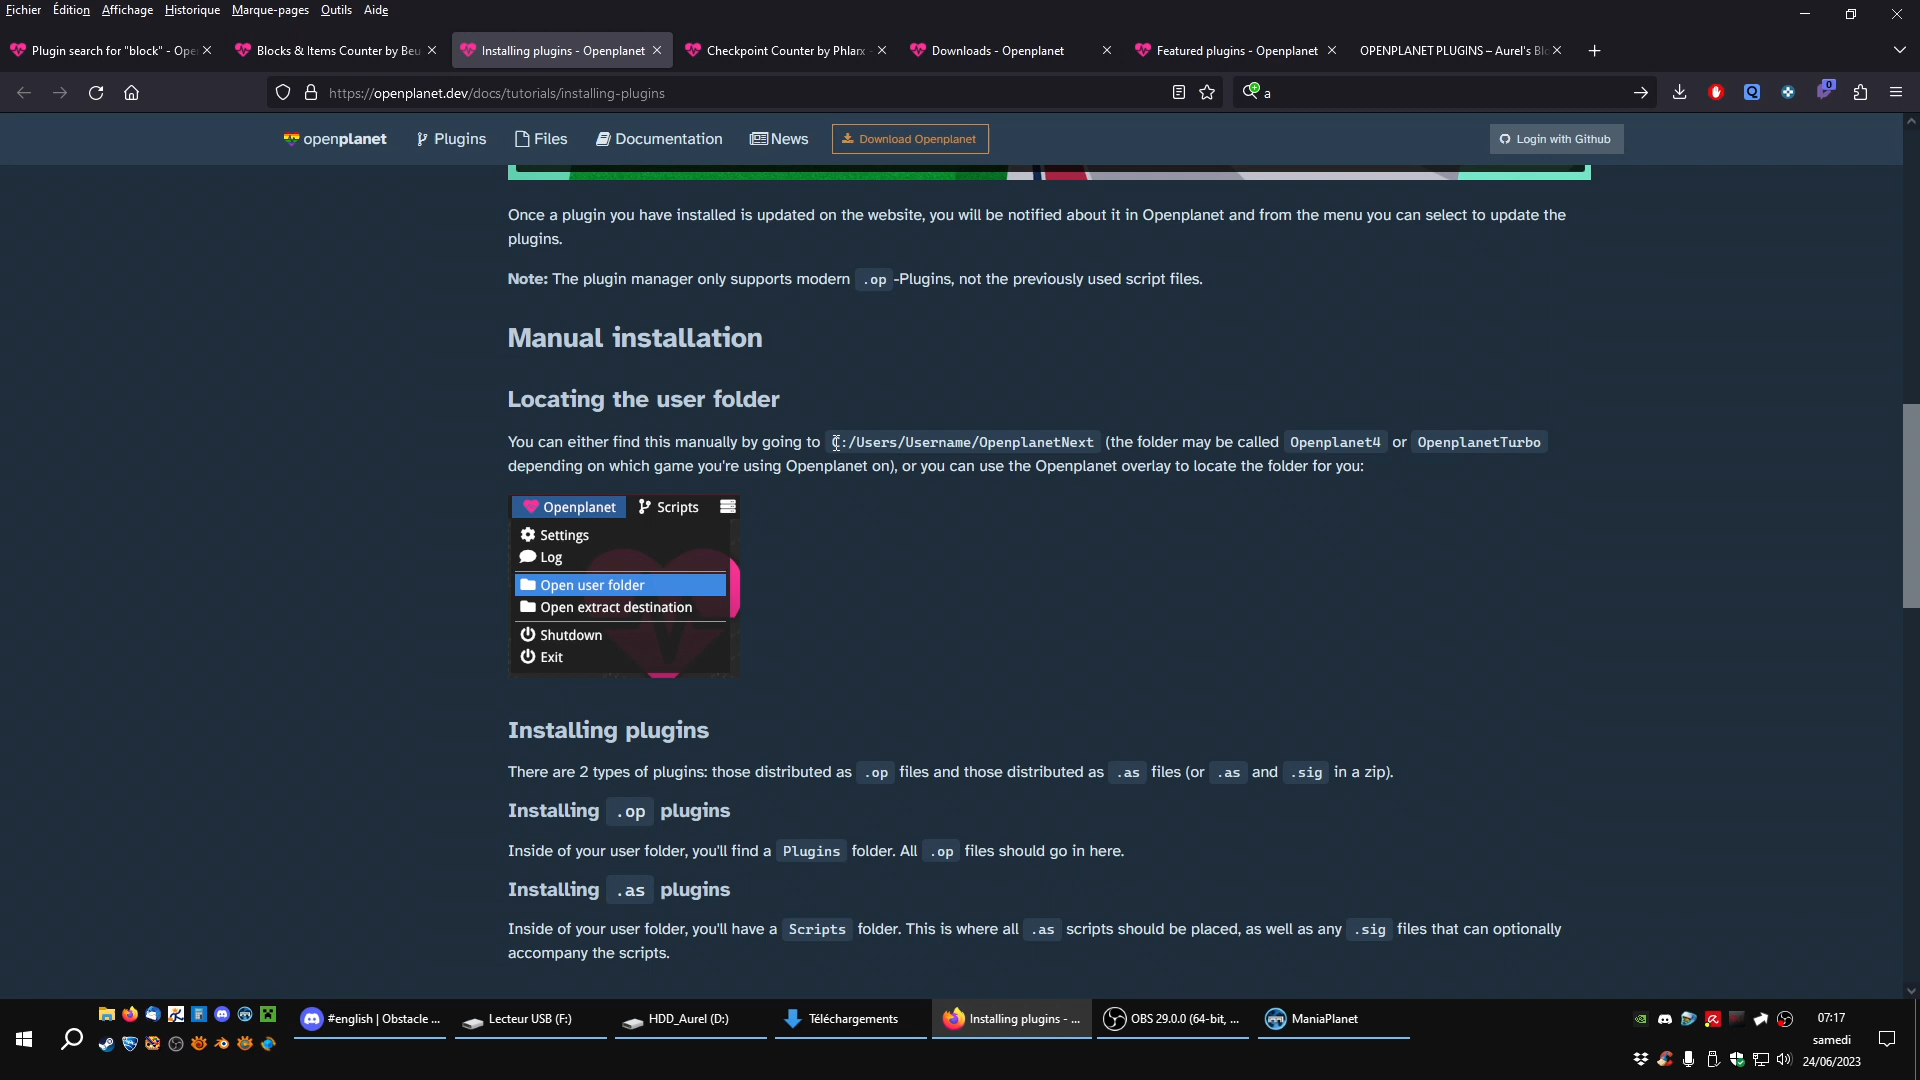 Fichier Édition Affichage Historique Marque-pages Outils Aide
Plugin search for "block" - Ope
Blocks & Items Counter by Beu
Installing plugins - Openplanet
Checkpoint Counter by Phlarx
Downloads - Openplanet
Featured plugins - Openplanet
OPENPLANET PLUGINS – Aurel's Bl
https://openplanet.dev/docs/tutorials/installing-plugins
a
0
openplanet Plugins Files Documentation News Download Openplanet Login with Github
Once a plugin you have installed is updated on the website, you will be notified about it in Openplanet and from the menu you can select to update the
plugins.
Note: The plugin manager only supports modern .op -Plugins, not the previously used script files.
Manual installation
Locating the user folder
You can either find this manually by going to C:/Users/Username/OpenplanetNext (the folder may be called Openplanet4 or OpenplanetTurbo
depending on which game you're using Openplanet on), or you can use the Openplanet overlay to locate the folder for you:
Openplanet Scripts
Settings
Log
Open user folder
Open extract destination
Shutdown
Exit
Installing plugins
There are 2 types of plugins: those distributed as .op files and those distributed as .as files (or .as and .sig in a zip).
Installing .op plugins
Inside of your user folder, you'll find a Plugins folder. All .op files should go in here.
Installing .as plugins
Inside of your user folder, you'll have a Scripts folder. This is where all .as scripts should be placed, as well as any .sig files that can optionally
accompany the scripts.
#english | Obstacle ...
Lecteur USB (F:)
HDD_Aurel (D:)
Téléchargements
Installing plugins - ...
OBS 29.0.0 (64-bit, ...
ManiaPlanet
07:17
samedi
24/06/2023